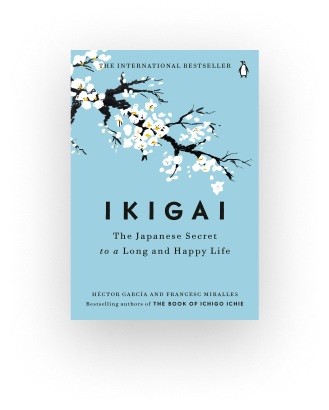 THE INTERNATIONAL BESTSELLER
IKIGAI
The Japanese Secret
to a Long and Happy Life
HÉCTOR GARCÍA AND FRANCESC MIRALLES
Bestselling authors of THE BOOK OF ICHIGO ICHIE